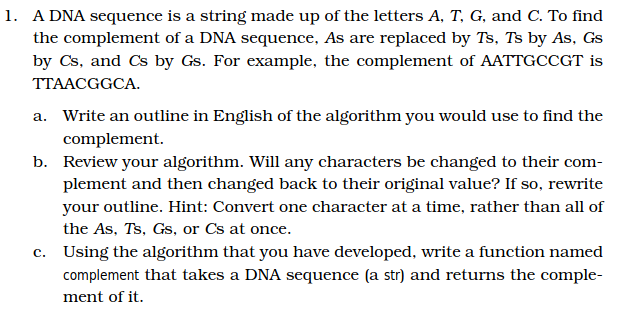 1. A DNA sequence is a string made up of the letters A, T, G, and C. To find
the complement of a DNA sequence, As are replaced by Ts, Ts by As, Gs
by Cs, and Cs by Gs. For example, the complement of AATTGCCGT is
TTAACGGCA.
a. Write an outline in English of the algorithm you would use to find the
complement.
b. Review your algorithm. Will any characters be changed to their com-
plement and then changed back to their original value? If so, rewrite
your outline. Hint: Convert one character at a time, rather than all of
the As, Ts, Gs, or Cs at once.
c. Using the algorithm that you have developed, write a function named
complement that takes a DNA sequence (a str) and returns the comple-
ment of it.